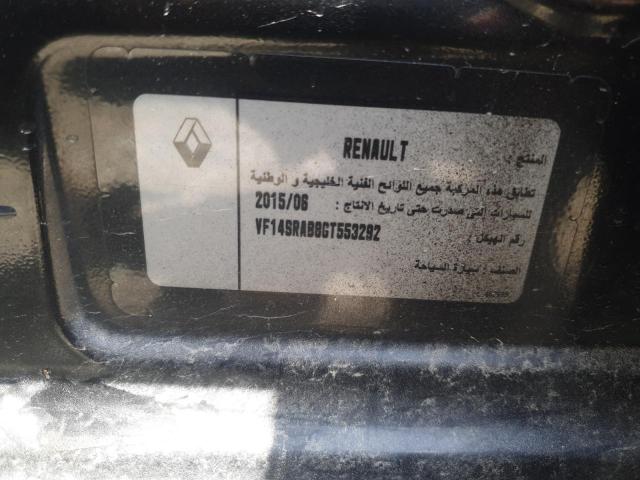 المنتج : RENAULT
تطابق هذه المركبة جميع اللوائح الفنية الخليجية و الوطنية
للسيارات التي صدرت حتى تاريخ الانتاج : 2015/06
رقم الهيكل : VF14SRAB8GT553292
الصنف : سيارة السياحة